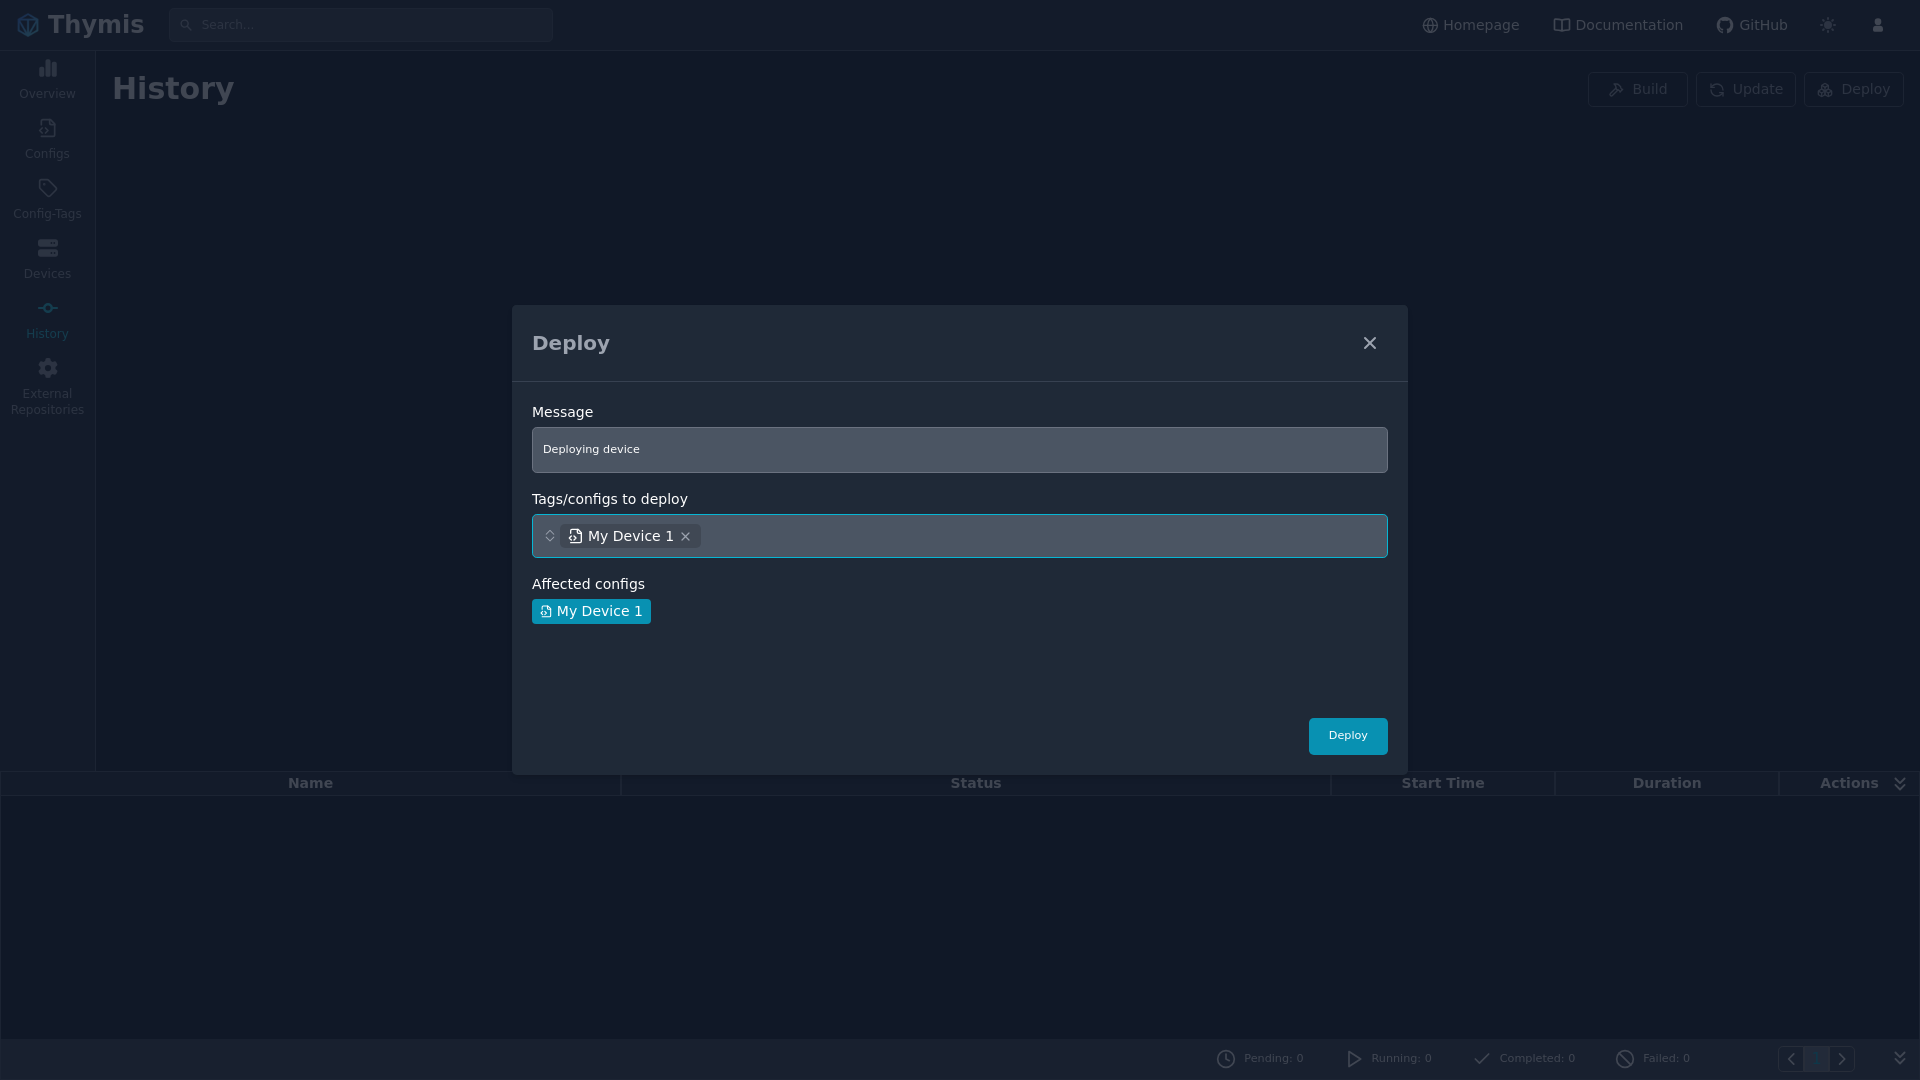 Thymis
Search...
Homepage
Documentation
GitHub
Overview
Configs
Config-Tags
Devices
History
External
Repositories
History
Build
Update
Deploy
Deploy
Message
Deploying device
Tags/configs to deploy
My Device 1
Affected configs
My Device 1
Deploy
Name Status Start Time Duration Actions
Pending: 0 Running: 0 Completed: 0 Failed: 0